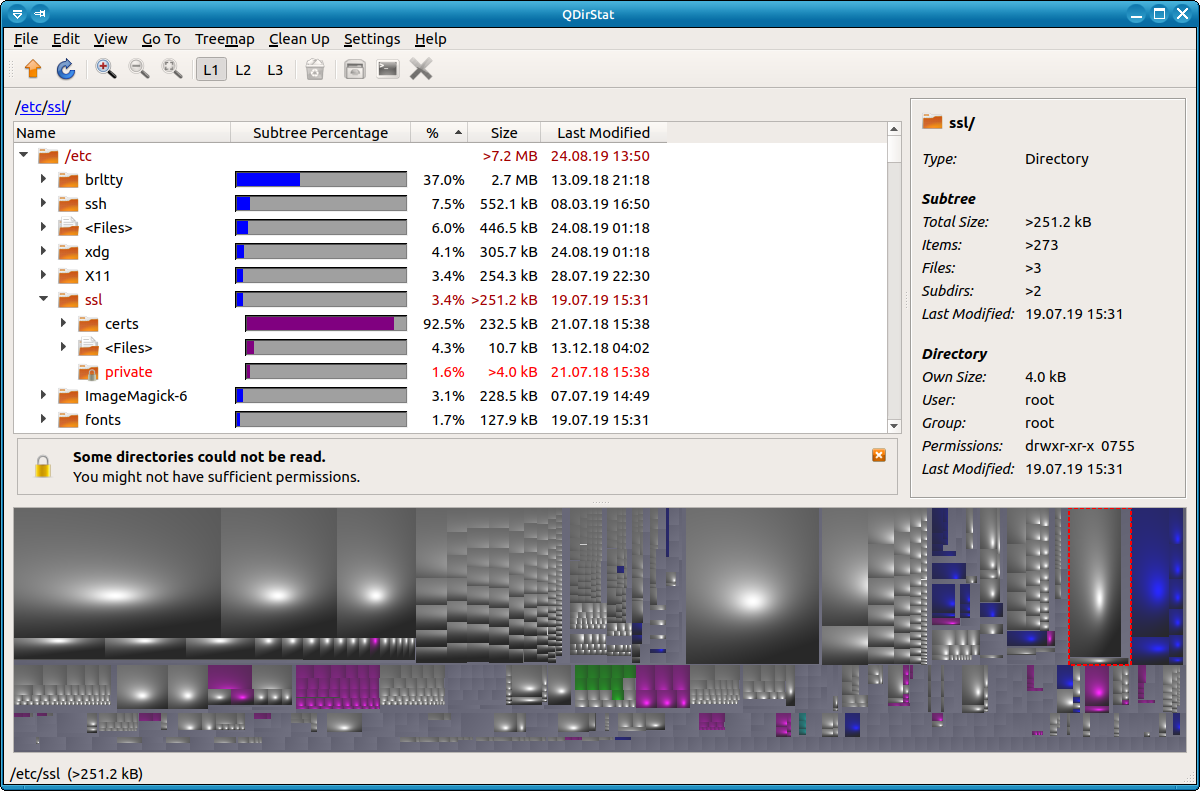 QDirStat
File Edit View Go To Treemap Clean Up Settings Help
L1 L2 L3
/etc/ssl/
Name Subtree Percentage % Size Last Modified
/etc >7.2 MB 24.08.19 13:50
brltty 37.0% 2.7 MB 13.09.18 21:18
ssh 7.5% 552.1 kB 08.03.19 16:50
<Files> 6.0% 446.5 kB 24.08.19 01:18
xdg 4.1% 305.7 kB 24.08.19 01:18
X11 3.4% 254.3 kB 28.07.19 22:30
ssl 3.4% >251.2 kB 19.07.19 15:31
certs 92.5% 232.5 kB 21.07.18 15:38
<Files> 4.3% 10.7 kB 13.12.18 04:02
private 1.6% >4.0 kB 21.07.18 15:38
ImageMagick-6 3.1% 228.5 kB 07.07.19 14:49
fonts 1.7% 127.9 kB 19.07.19 15:31
Some directories could not be read.
You might not have sufficient permissions.
ssl/
Type: Directory
Subtree
Total Size: >251.2 kB
Items: >273
Files: >3
Subdirs: >2
Last Modified: 19.07.19 15:31
Directory
Own Size: 4.0 kB
User: root
Group: root
Permissions: drwxr-xr-x 0755
Last Modified: 19.07.19 15:31
/etc/ssl (>251.2 kB)